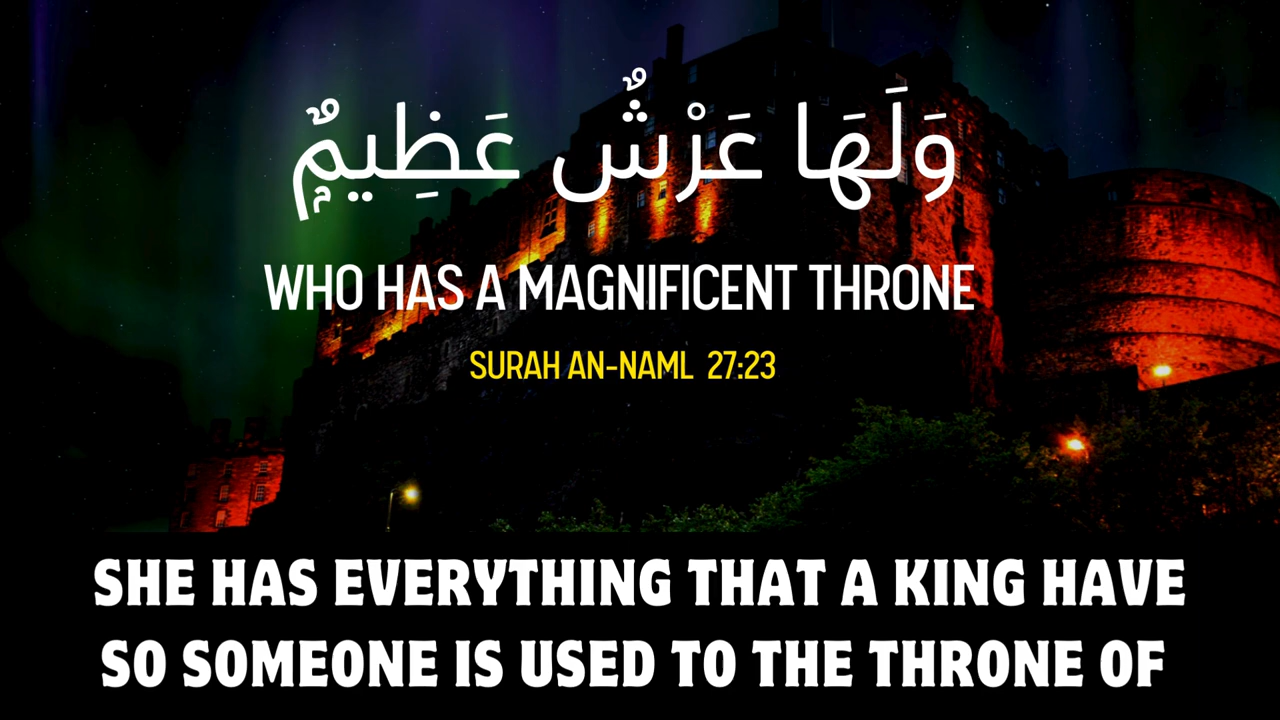 وَلَهَا عَرْشٌ عَظِيمٌۭ
WHO HAS A MAGNIFICENT THRONE
SURAH AN-NAML 27:23
SHE HAS EVERYTHING THAT A KING HAVE
SO SOMEONE IS USED TO THE THRONE OF